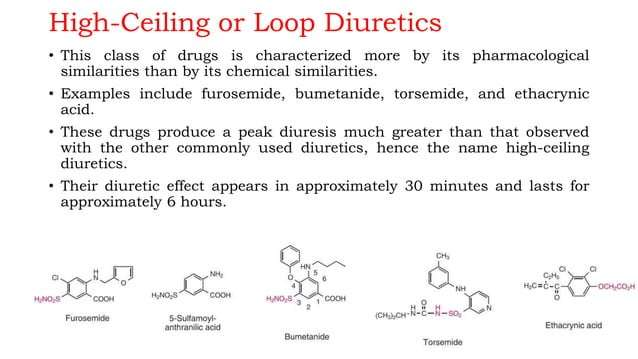 High-Ceiling or Loop Diuretics
• This class of drugs is characterized more by its pharmacological
similarities than by its chemical similarities.
• Examples include furosemide, bumetanide, torsemide, and ethacrynic
acid.
• These drugs produce a peak diuresis much greater than that observed
with the other commonly used diuretics, hence the name high-ceiling
diuretics.
• Their diuretic effect appears in approximately 30 minutes and lasts for
approximately 6 hours.
Cl
H
N
O
H₂NO₂S
COOH
Furosemide
NH₂
H₂NO₂S
COOH
5-Sulfamoyl-
anthranilic acid
O
HN
4
5
6
H₂NO₂S
3
2
1
COOH
Bumetanide
CH₃
NH
O
H
H
(CH₃)₂CH
N
C
N
SO₂
N
Torsemide
Cl
Cl
C₂H₅
H₂C
C
C
O
OCH₂CO₂H
Ethacrynic acid